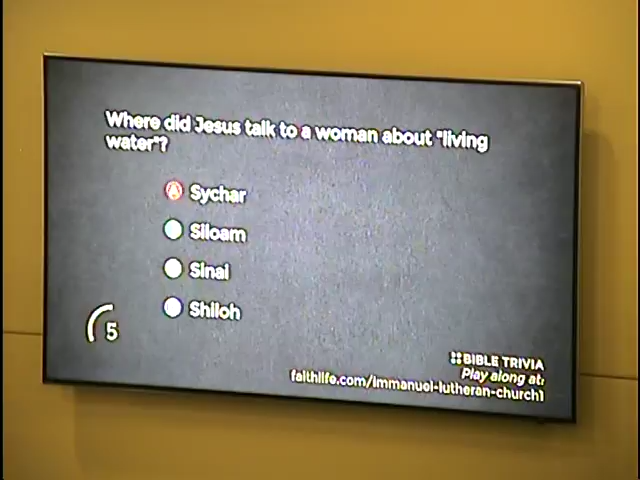 Where did Jesus talk to a woman about "living
water"?
A Sychar
Siloam
Sinai
Shiloh
5
BIBLE TRIVIA
Play along at:
faithlife.com/immanuel-lutheran-church1